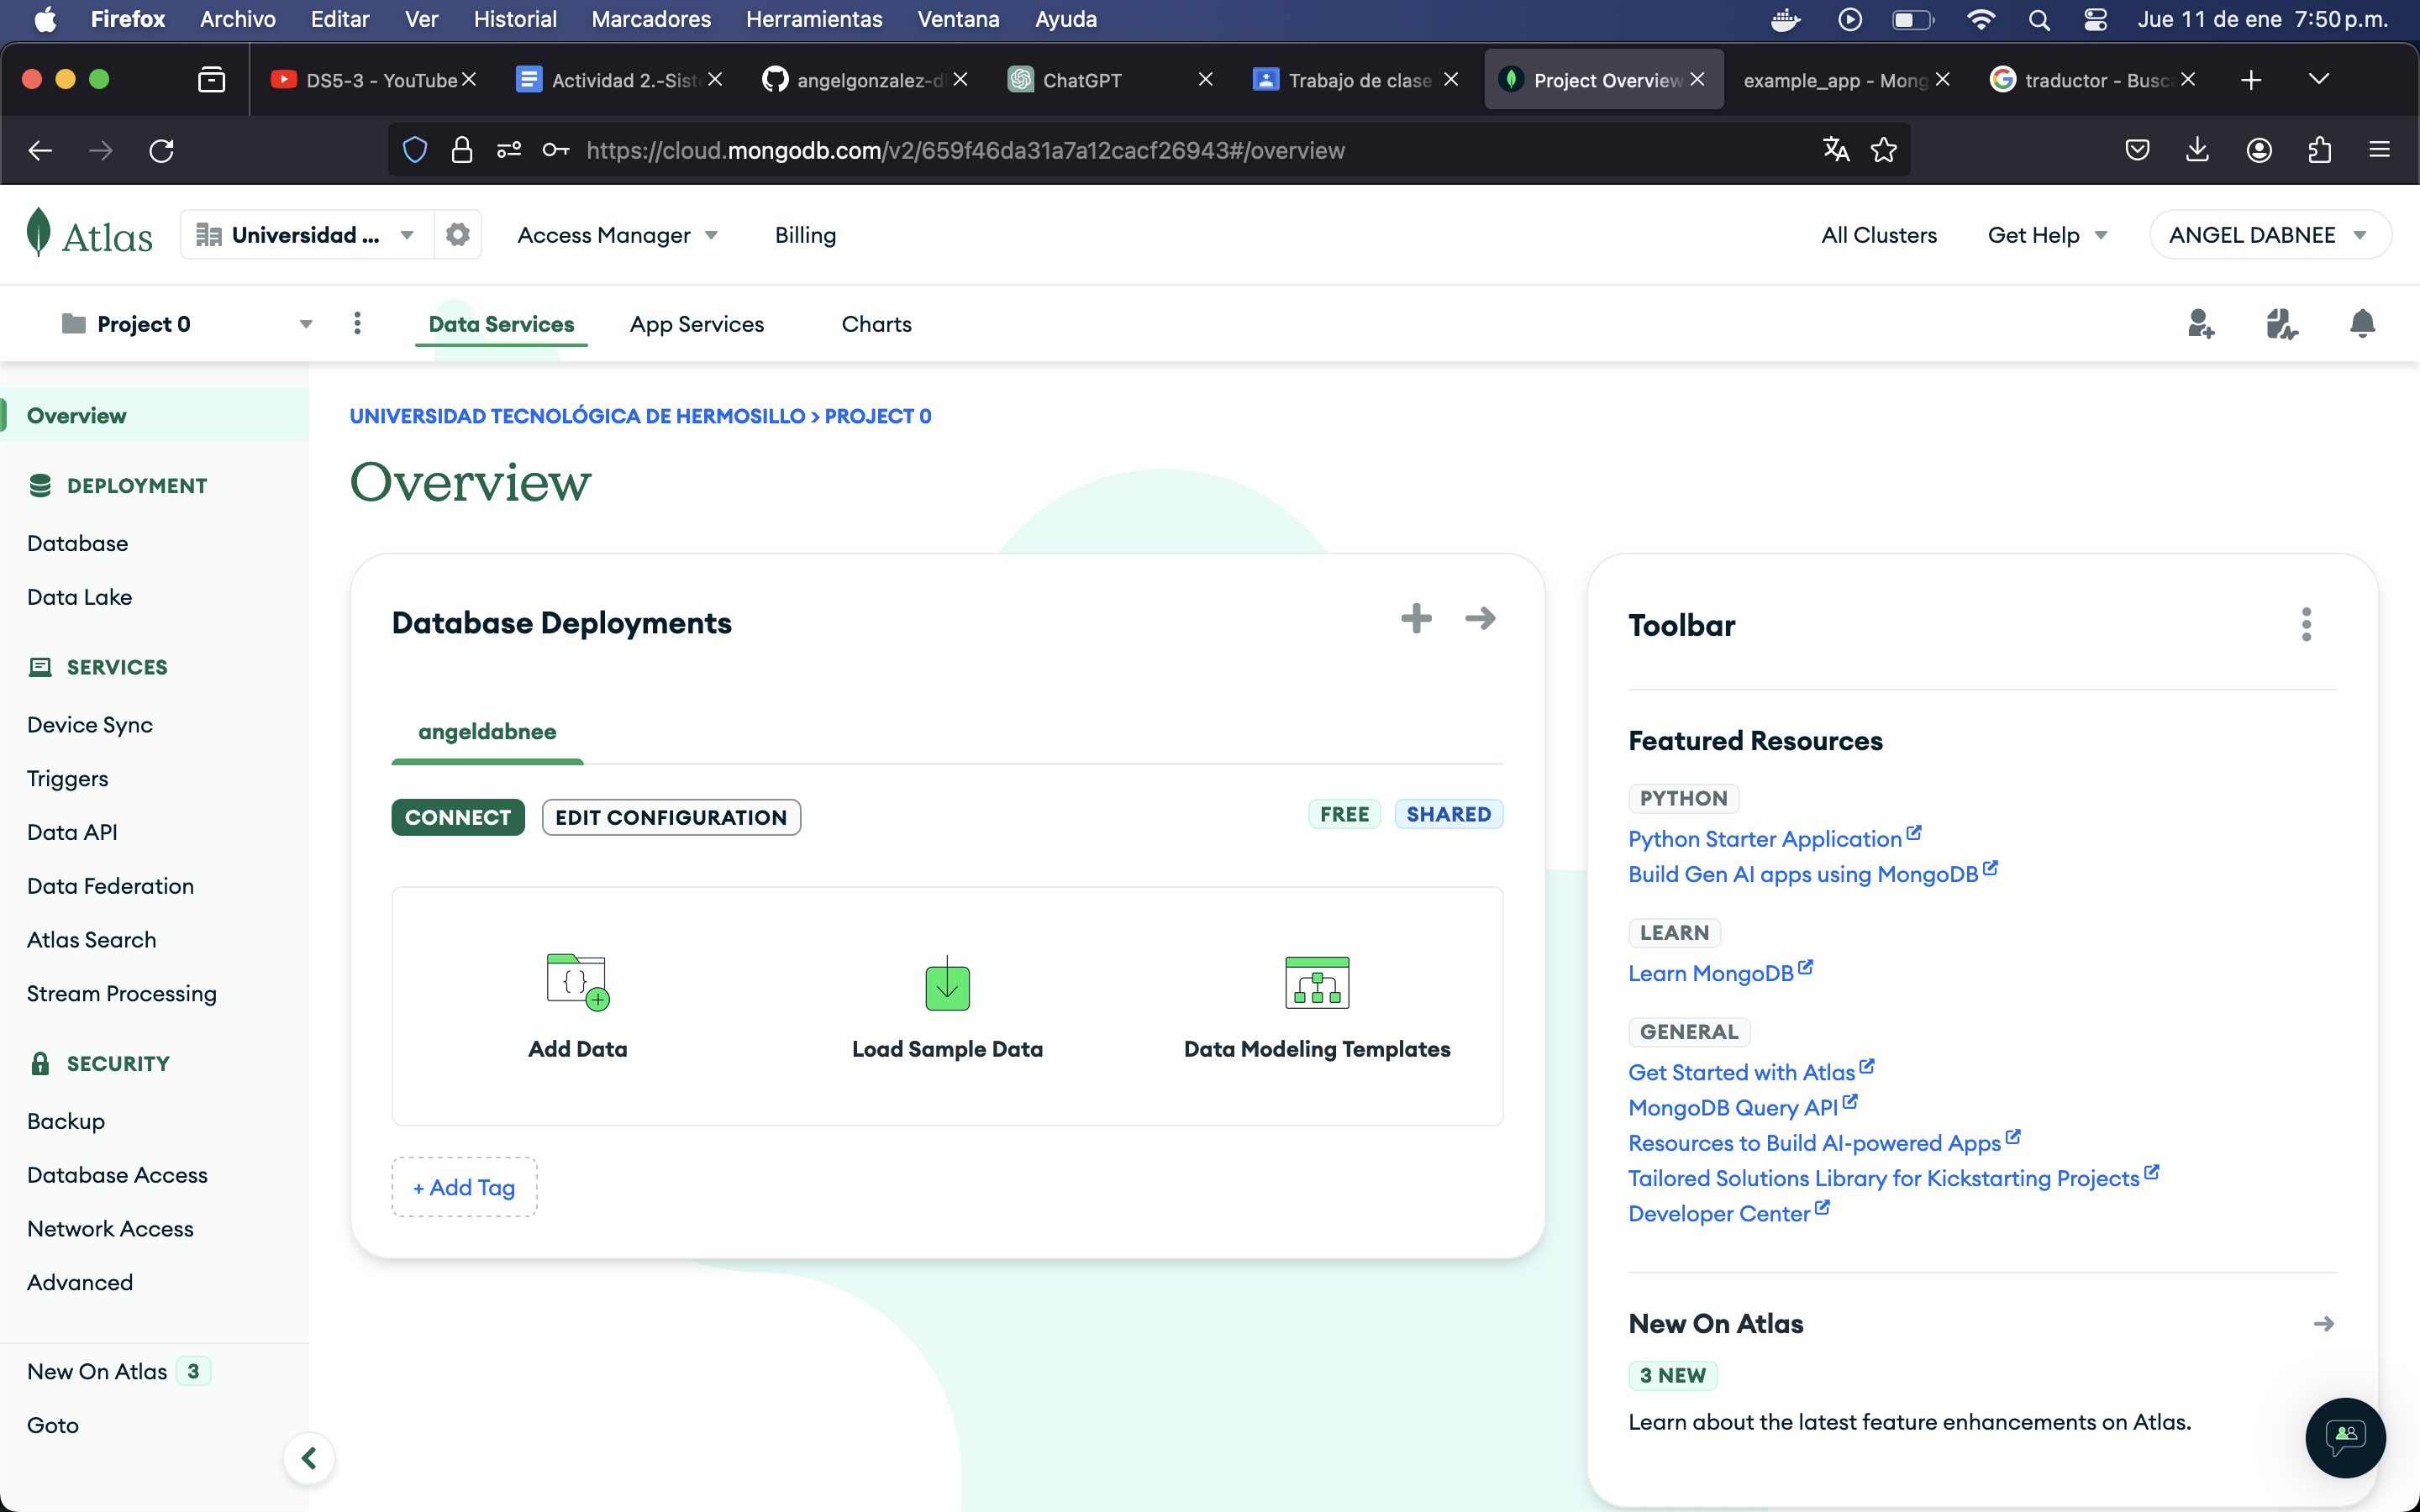 Firefox Archivo Editar Ver Historial Marcadores Herramientas Ventana Ayuda Jue 11 de ene 7:50 p.m.
DS5-3 - YouTube Actividad 2.-Sist angelgonzalez-d ChatGPT Trabajo de clase Project Overview example_app - Mong traductor - Busc
https://cloud.mongodb.com/v2/659f46da31a7a12cacf26943#/overview
Atlas Universidad ... Access Manager Billing All Clusters Get Help ANGEL DABNEE
Project 0 Data Services App Services Charts
Overview
DEPLOYMENT
Database
Data Lake
SERVICES
Device Sync
Triggers
Data API
Data Federation
Atlas Search
Stream Processing
SECURITY
Backup
Database Access
Network Access
Advanced
New On Atlas 3
Goto
UNIVERSIDAD TECNOLÓGICA DE HERMOSILLO > PROJECT 0
Overview
Database Deployments
angeldabnee
CONNECT EDIT CONFIGURATION FREE SHARED
Add Data Load Sample Data Data Modeling Templates
+ Add Tag
Toolbar
Featured Resources
PYTHON
Python Starter Application
Build Gen AI apps using MongoDB
LEARN
Learn MongoDB
GENERAL
Get Started with Atlas
MongoDB Query API
Resources to Build AI-powered Apps
Tailored Solutions Library for Kickstarting Projects
Developer Center
New On Atlas
3 NEW
Learn about the latest feature enhancements on Atlas.